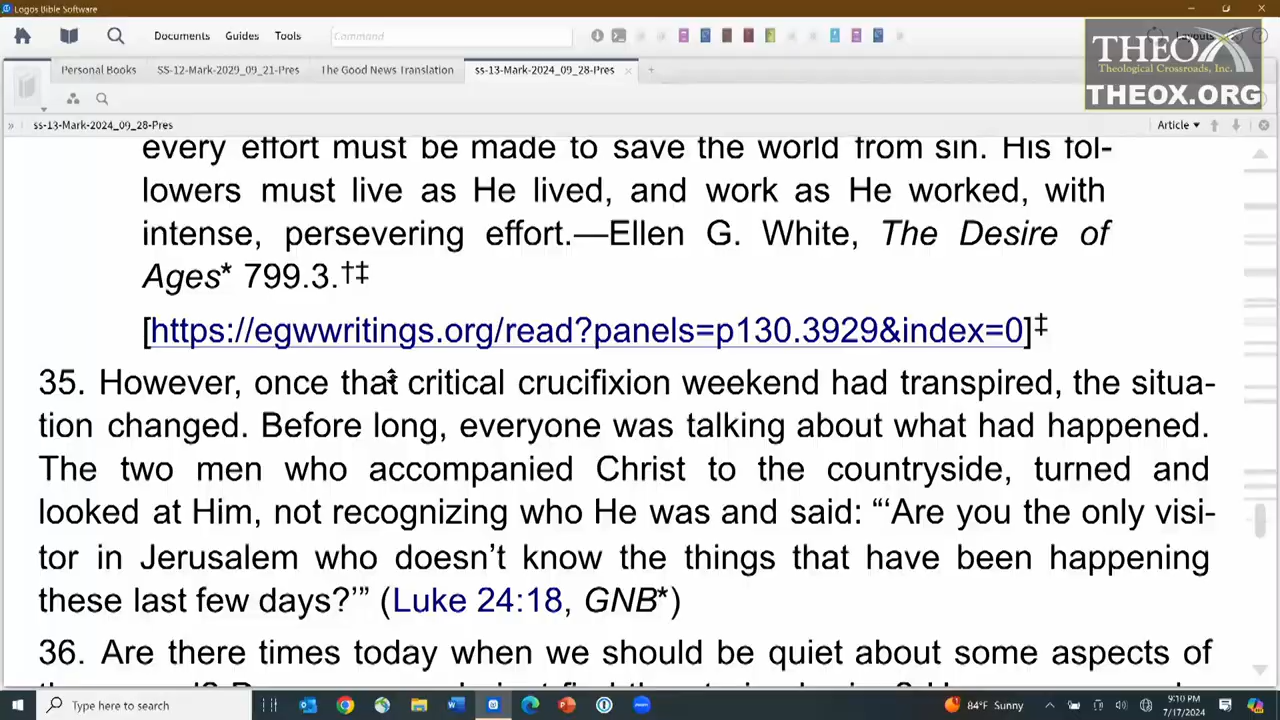 Logos Bible Software
Documents Guides Tools Command
THEOX
Theological Crossroads, Inc.
THEOX.ORG
Personal Books SS-12-Mark-2029_09_21-Pres The Good News transl ss-13-Mark-2024_09_28-Pres × +
» ss-13-Mark-2024_09_28-Pres Article
every effort must be made to save the world from sin. His fol-
lowers must live as He lived, and work as He worked, with
intense, persevering effort.—Ellen G. White, The Desire of
Ages* 799.3.†‡
[https://egwwritings.org/read?panels=p130.3929&index=0]‡
35. However, once that critical crucifixion weekend had transpired, the situa-
tion changed. Before long, everyone was talking about what had happened.
The two men who accompanied Christ to the countryside, turned and
looked at Him, not recognizing who He was and said: “‘Are you the only visi-
tor in Jerusalem who doesn’t know the things that have been happening
these last few days?’” (Luke 24:18, GNB*)
36. Are there times today when we should be quiet about some aspects of
Type here to search 84°F Sunny 9:10 PM
7/17/2024